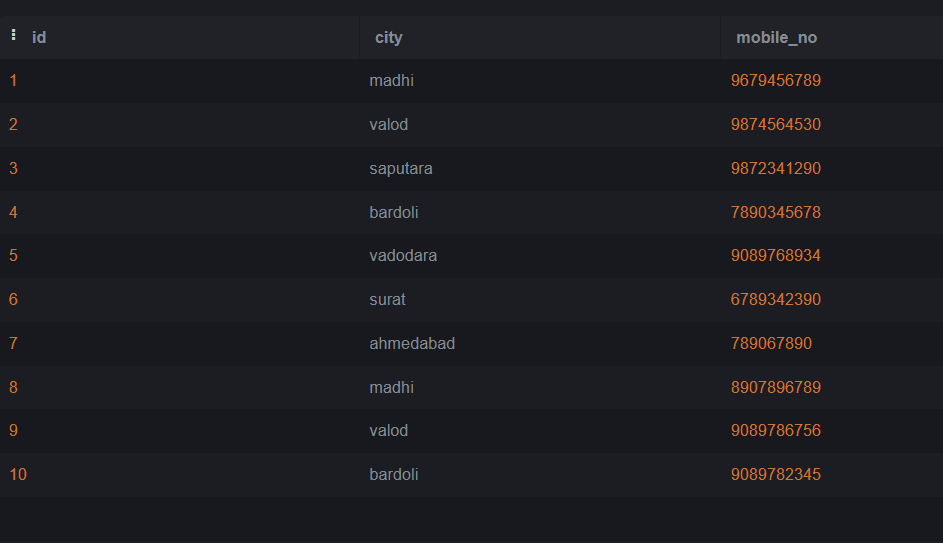 id city mobile_no
1 madhi 9679456789
2 valod 9874564530
3 saputara 9872341290
4 bardoli 7890345678
5 vadodara 9089768934
6 surat 6789342390
7 ahmedabad 789067890
8 madhi 8907896789
9 valod 9089786756
10 bardoli 9089782345